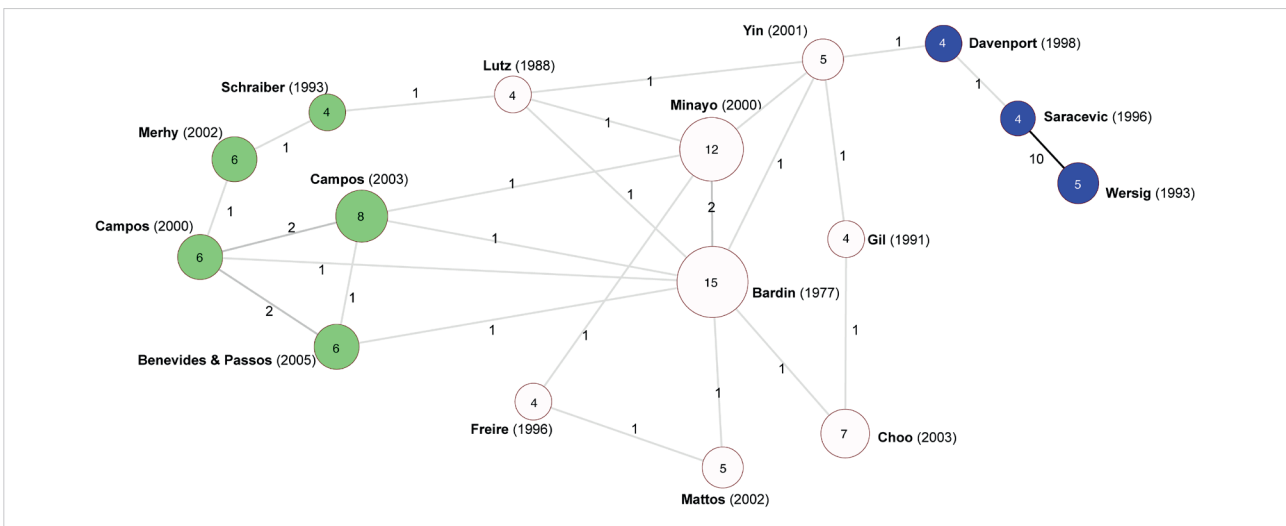 Yin (2001)
1
Davenport (1998)
4
5
1
Schraiber (1993)
1
Lutz (1988)
1
4
Minayo (2000)
4
Saracevic (1996)
4
Merhy (2002)
1
1
12
1
10
6
Campos (2003)
1
1
1
5
Wersig (1993)
Campos (2000)
1
2
8
1
2
6
1
1
4
Gil (1991)
15
Bardin (1977)
2
1
Benevides & Passos (2005)
6
1
1
1
4
Freire (1996)
1
1
1
7
Choo (2003)
5
Mattos (2002)